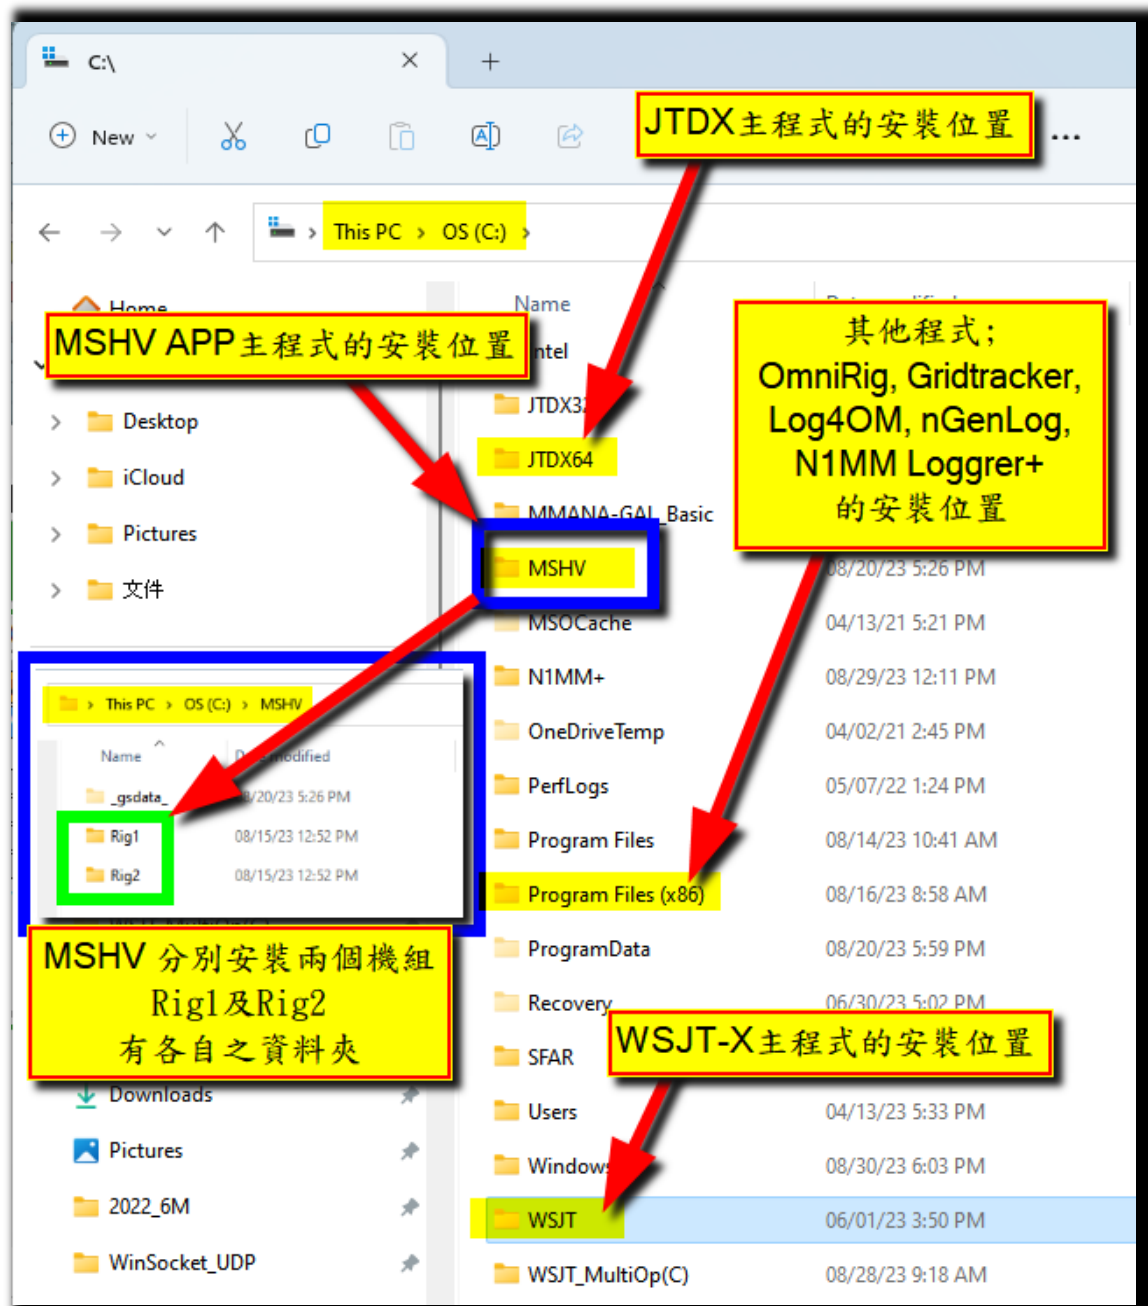 C:\
New
JTDX主程式的安裝位置
This PC > OS (C:) >
Home
Name
MSHV APP主程式的安裝位置
其他程式;
OmniRig, Gridtracker,
Log4OM, nGenLog,
N1MM Loggrer+
的安裝位置
Desktop
iCloud
Pictures
文件
JTDX64
MMANA-GAL_Basic
MSHV 08/20/23 5:26 PM
MSOCache 04/13/21 5:21 PM
N1MM+ 08/29/23 12:11 PM
OneDriveTemp 04/02/21 2:45 PM
PerfLogs 05/07/22 1:24 PM
Program Files 08/14/23 10:41 AM
Program Files (x86) 08/16/23 8:58 AM
ProgramData 08/20/23 5:59 PM
Recovery 06/30/23 5:02 PM
SFAR
Users 04/13/23 5:33 PM
Windows 08/30/23 6:03 PM
WSJT 06/01/23 3:50 PM
WSJT_MultiOp(C) 08/28/23 9:18 AM
This PC > OS (C:) > MSHV
Name Date modified
_gsdata_ 08/20/23 5:26 PM
Rig1 08/15/23 12:52 PM
Rig2 08/15/23 12:52 PM
MSHV 分別安裝兩個機組
Rig1及Rig2
有各自之資料夾
WSJT-X主程式的安裝位置
Downloads
Pictures
2022_6M
WinSocket_UDP